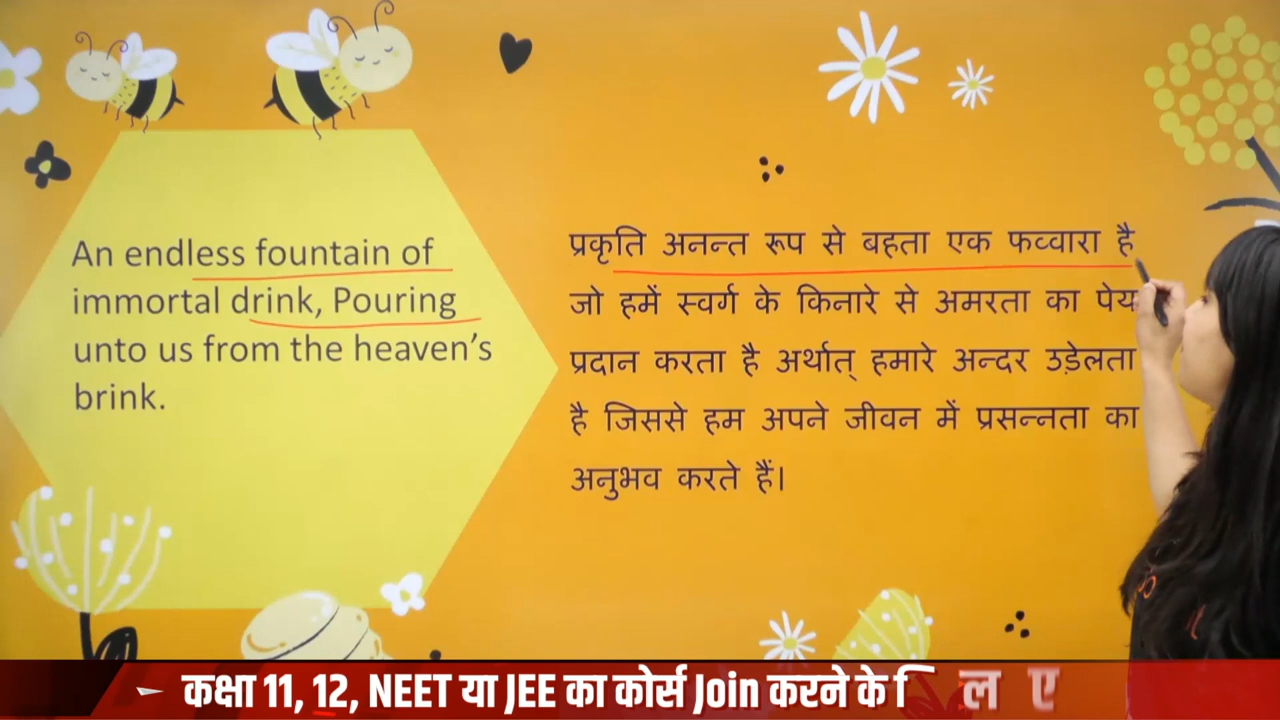 An endless fountain of
immortal drink, Pouring
unto us from the heaven's
brink.
प्रकृति अनन्त रूप से बहता एक फव्वारा है
जो हमें स्वर्ग के किनारे से अमरता का पेय
प्रदान करता है अर्थात् हमारे अन्दर उड़ेलता
है जिससे हम अपने जीवन में प्रसन्नता का
अनुभव करते हैं।
कक्षा 11, 12, NEET या JEE का कोर्स Join करने के लिए